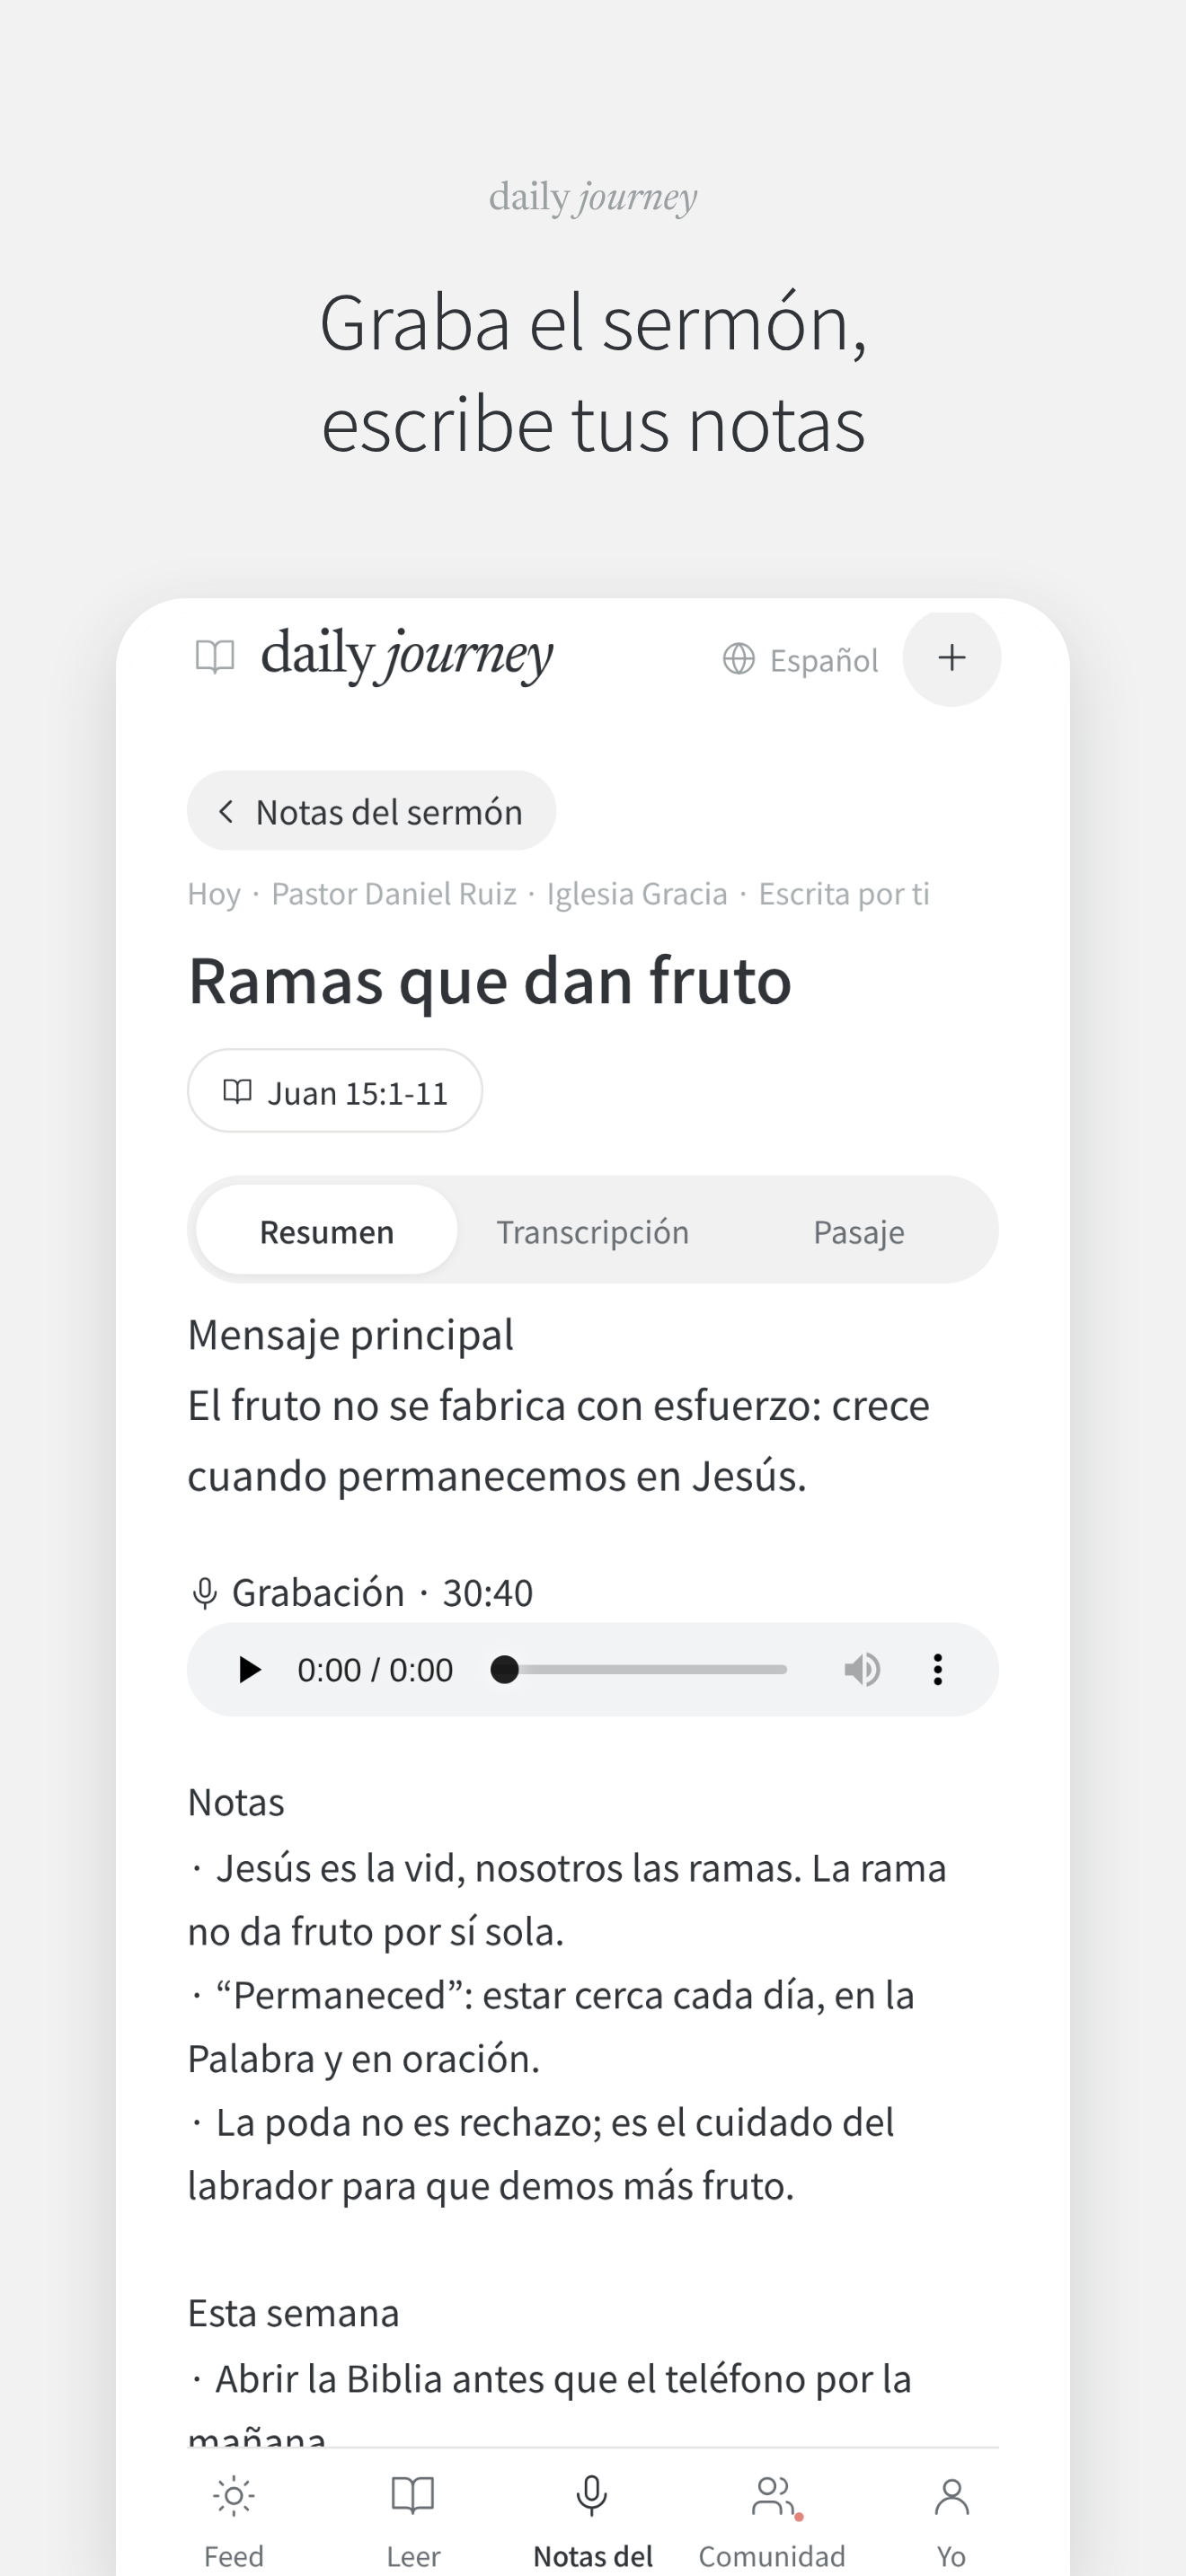 daily journey
Graba el sermón,
escribe tus notas
daily journey
Español
Notas del sermón
Hoy · Pastor Daniel Ruiz · Iglesia Gracia · Escrita por ti
Ramas que dan fruto
Juan 15:1-11
Resumen Transcripción Pasaje
Mensaje principal
El fruto no se fabrica con esfuerzo: crece
cuando permanecemos en Jesús.
Grabación · 30:40
0:00 / 0:00
Notas
· Jesús es la vid, nosotros las ramas. La rama
no da fruto por sí sola.
· “Permaneced”: estar cerca cada día, en la
Palabra y en oración.
· La poda no es rechazo; es el cuidado del
labrador para que demos más fruto.
Esta semana
· Abrir la Biblia antes que el teléfono por la
mañana
Feed Leer Notas del Comunidad Yo